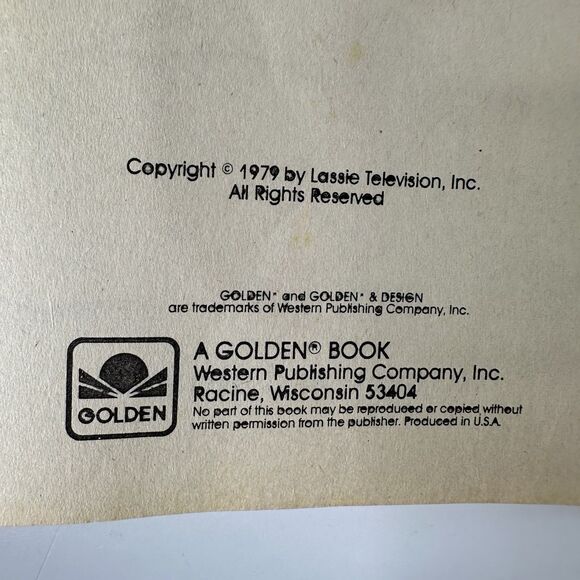 Copyright © 1979 by Lassie Television, Inc.
All Rights Reserved
GOLDEN® and GOLDEN® & DESIGN
are trademarks of Western Publishing Company, Inc.
A GOLDEN® BOOK
Western Publishing Company, Inc.
Racine, Wisconsin 53404
No part of this book may be reproduced or copied without
written permission from the publisher. Produced in U.S.A.
GOLDEN